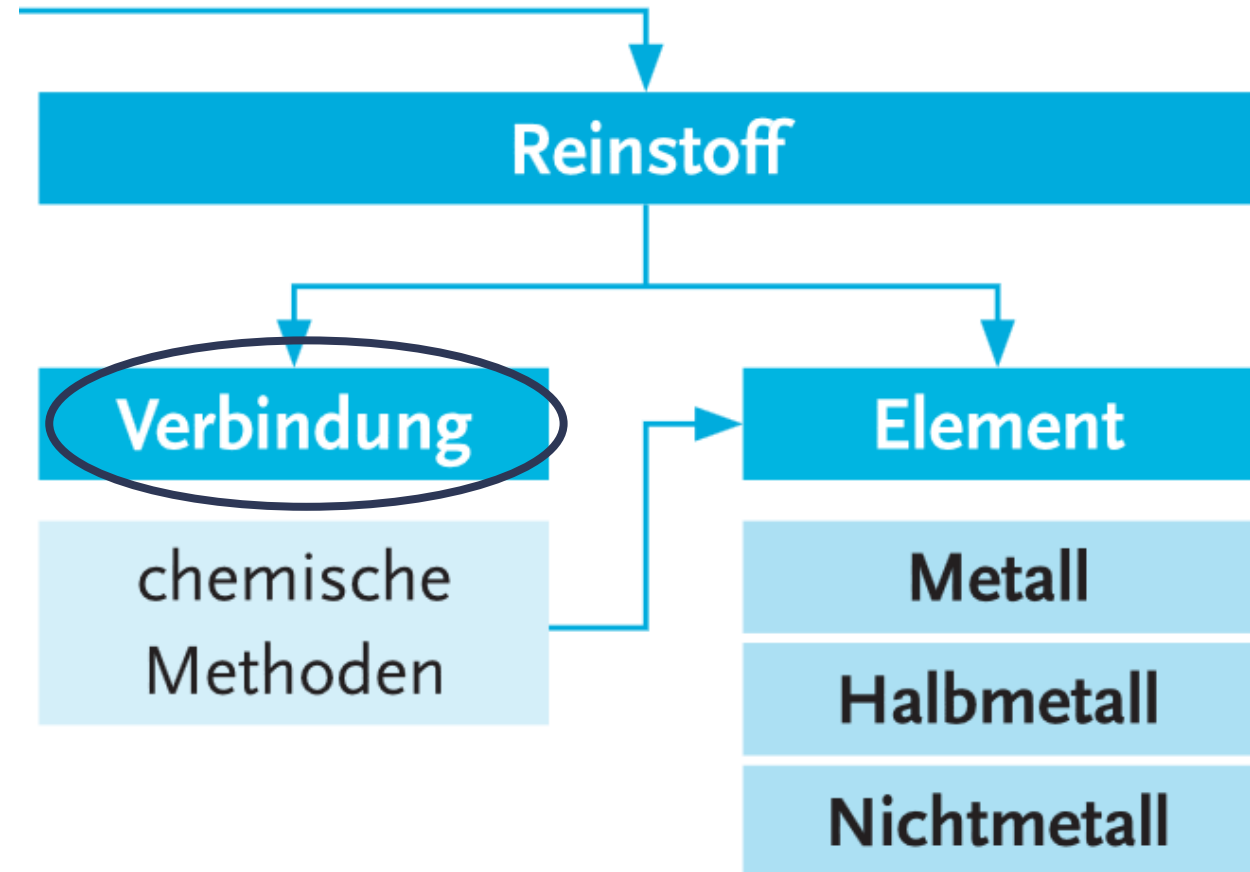 Reinstoff
Verbindung
Element
chemische
Methoden
Metall
Halbmetall
Nichtmetall